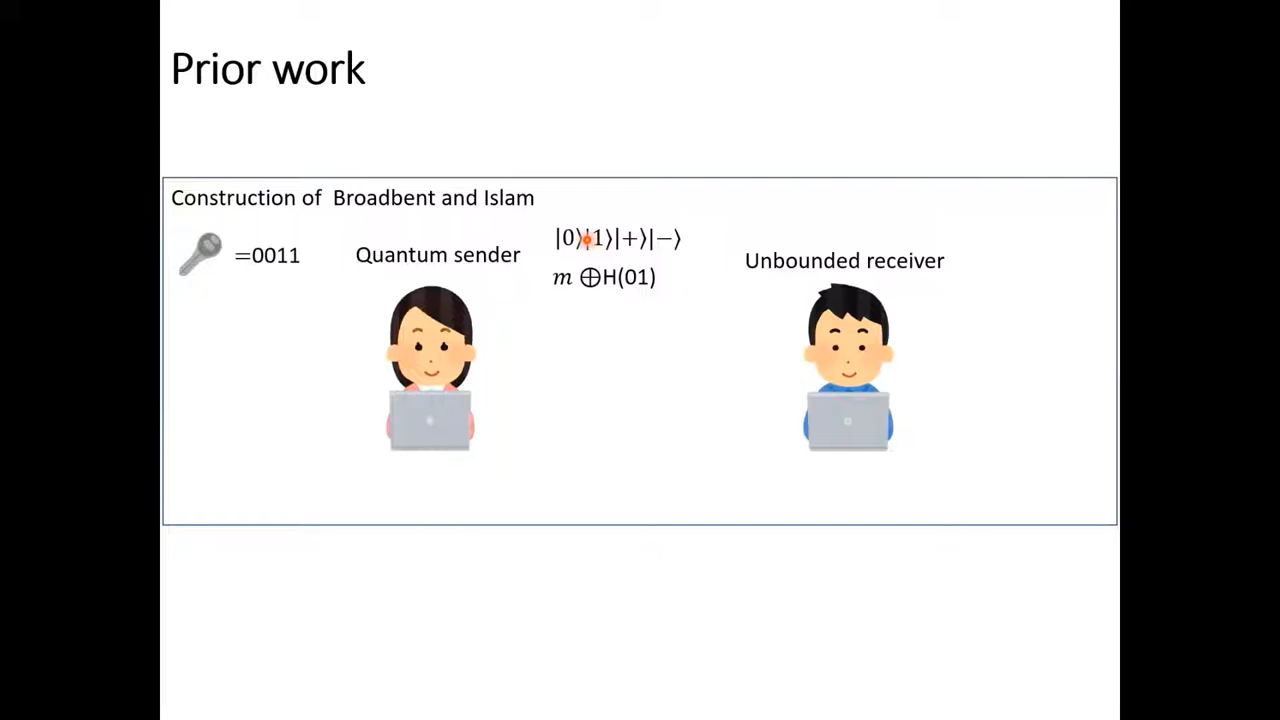 Prior work
Construction of Broadbent and Islam
=0011
Quantum sender
|0⟩|1⟩|+⟩|−⟩
m ⊕H(01)
Unbounded receiver